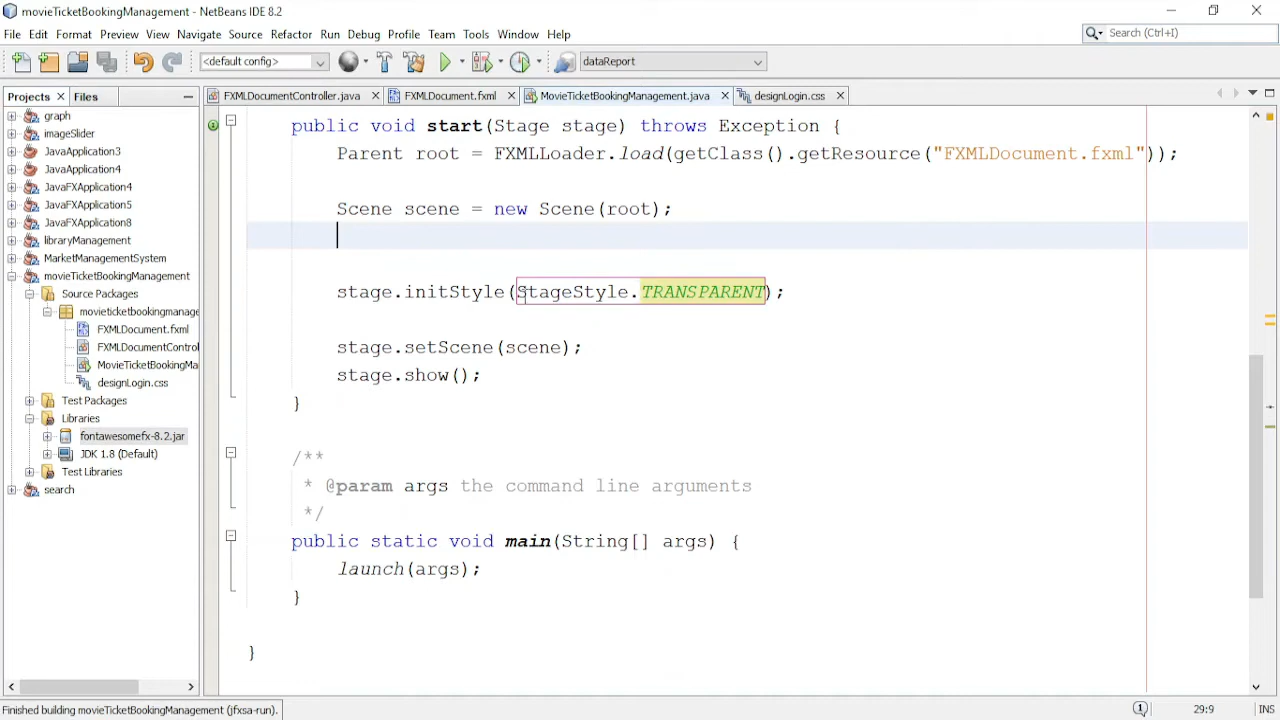 movieTicketBookingManagement - NetBeans IDE 8.2
File Edit Format Preview View Navigate Source Refactor Run Debug Profile Team Tools Window Help
Search (Ctrl+I)
<default config>
dataReport
Projects
Files
FXMLDocumentController.java
FXMLDocument.fxml
MovieTicketBookingManagement.java
designLogin.css
graph
imageSlider
JavaApplication3
JavaApplication4
JavaFXApplication4
JavaFXApplication5
JavaFXApplication8
libraryManagement
MarketManagementSystem
movieTicketBookingManagement
Source Packages
movieticketbookingmanage
FXMLDocument.fxml
FXMLDocumentContro
MovieTicketBookingMa
designLogin.css
Test Packages
Libraries
fontawesomefx-8.2.jar
JDK 1.8 (Default)
Test Libraries
search
public void start(Stage stage) throws Exception {
Parent root = FXMLLoader.load(getClass().getResource("FXMLDocument.fxml"));
Scene scene = new Scene(root);
stage.initStyle(StageStyle.TRANSPARENT);
stage.setScene(scene);
stage.show();
}
/**
* @param args the command line arguments
*/
public static void main(String[] args) {
launch(args);
}
}
Finished building movieTicketBookingManagement (jfxsa-run).
1
29:9
INS